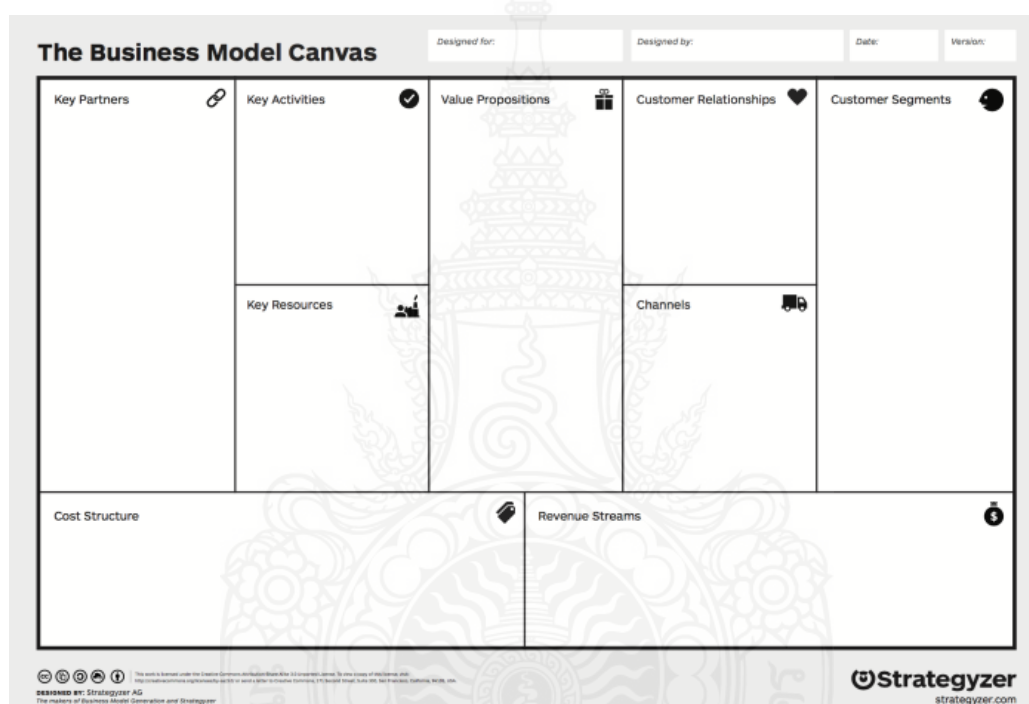 The Business Model Canvas
Designed for:
Designed by:
Date:
Version:
Key Partners
Key Activities
Value Propositions
Customer Relationships
Customer Segments
Key Resources
Channels
Cost Structure
Revenue Streams
DESIGNED BY: Strategyzer AG
The makers of Business Model Generation and Strategyzer
Strategyzer
strategyzer.com